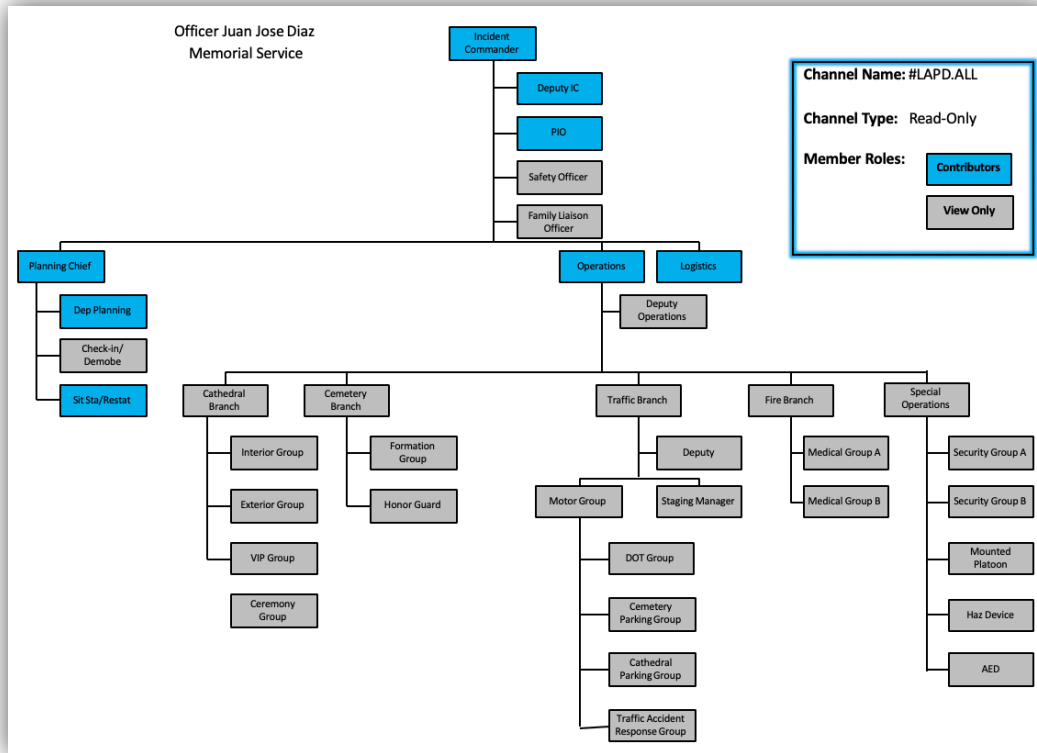 Officer Juan Jose Diaz
Memorial Service
Incident
Commander
Deputy IC
PIO
Safety Officer
Family Liaison
Officer
Channel Name: #LAPD.ALL
Channel Type: Read-Only
Member Roles:
Contributors
View Only
Planning Chief
Operations
Logistics
Dep Planning
Check-in/
Demobe
Sit Sta/Restat
Deputy
Operations
Cathedral
Branch
Cemetery
Branch
Traffic Branch
Fire Branch
Special
Operations
Interior Group
Exterior Group
VIP Group
Ceremony
Group
Formation
Group
Honor Guard
Deputy
Motor Group
Staging Manager
DOT Group
Cemetery
Parking Group
Cathedral
Parking Group
Traffic Accident
Response Group
Medical Group A
Medical Group B
Security Group A
Security Group B
Mounted
Platoon
Haz Device
AED